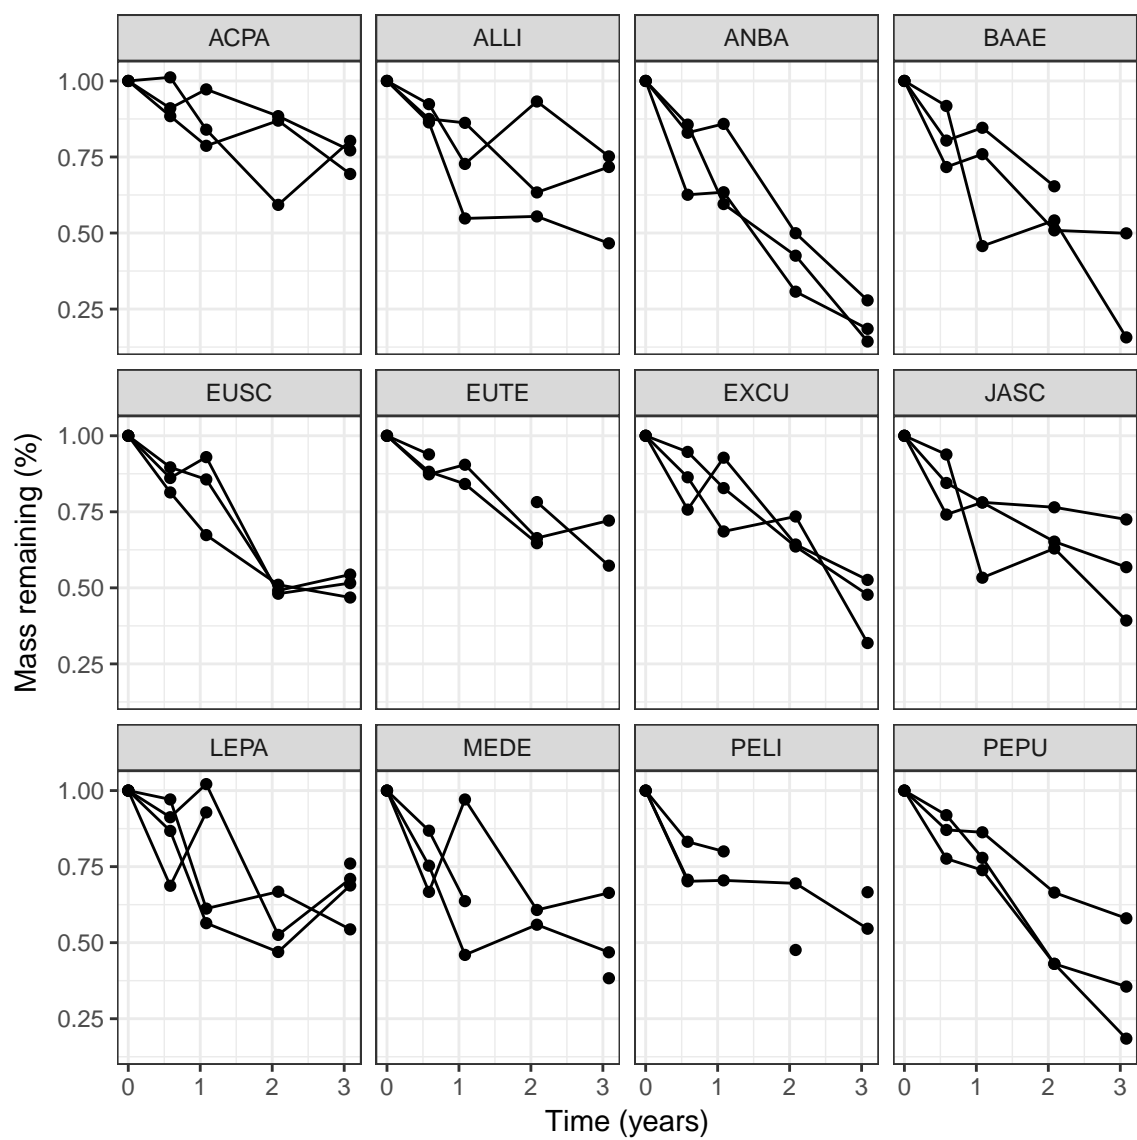 ACPA ALLI ANBA BAAE
1.00
0.75
0.50
0.25
EUSC EUTE EXCU JASC
1.00
0.75
0.50
0.25
Mass remaining (%)
LEPA MEDE PELI PEPU
1.00
0.75
0.50
0.25
0 1 2 3 0 1 2 3 0 1 2 3 0 1 2 3
Time (years)